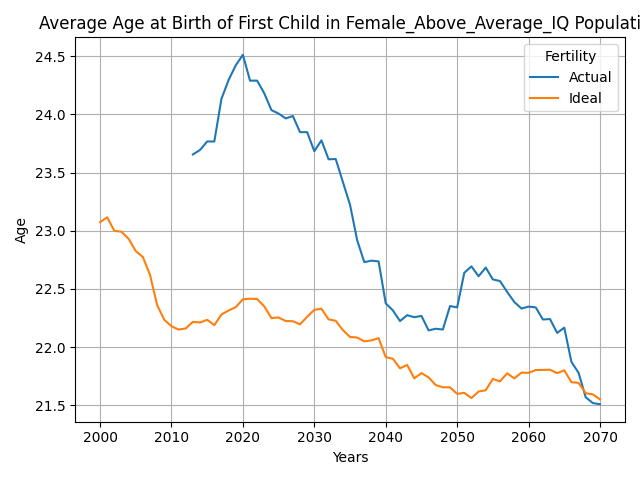 Average Age at Birth of First Child in Female_Above_Average_IQ Populati
Fertility
Actual
Ideal
24.5
24.0
23.5
23.0
22.5
22.0
21.5
Age
2000 2010 2020 2030 2040 2050 2060 2070
Years